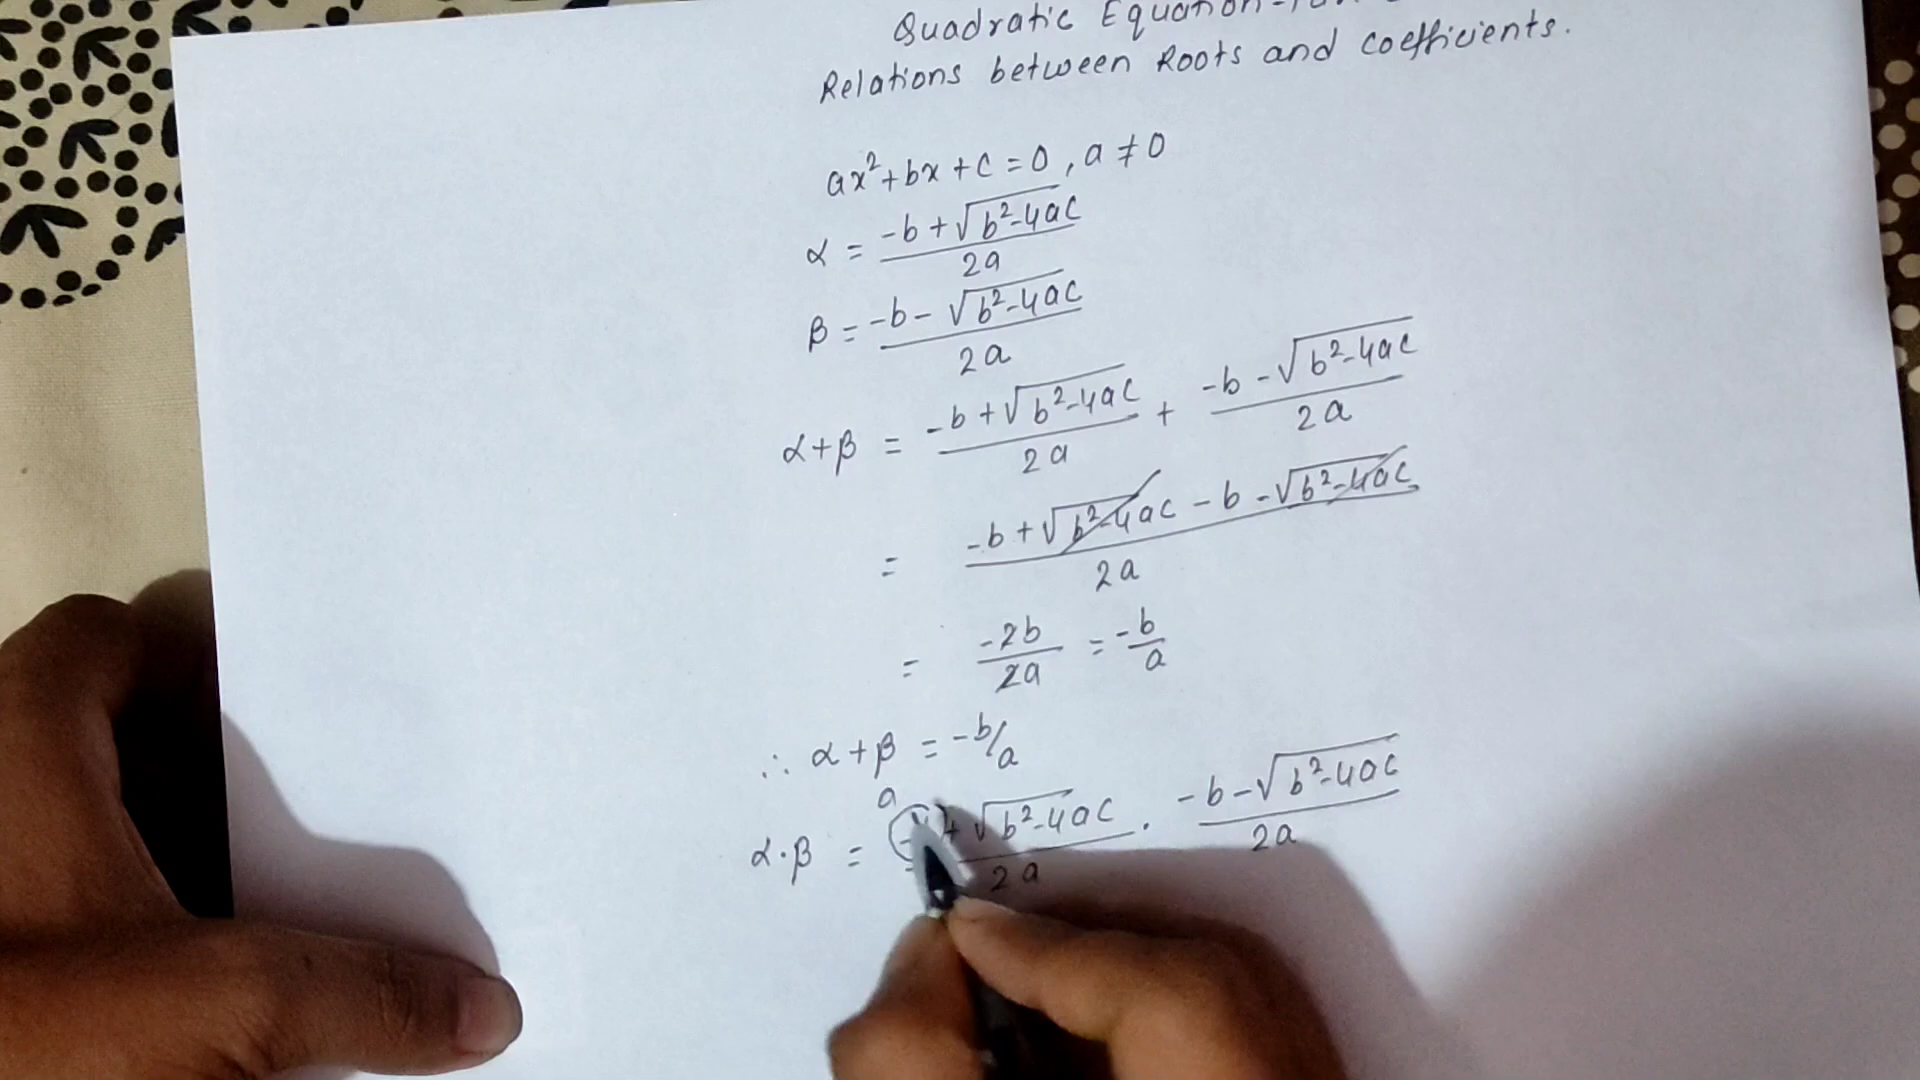 Quadratic Equation-
Relations between Roots and coefficients.
ax²+bx+c=0, a≠0
α = (-b+√(b²-4ac))/2a
β = (-b-√(b²-4ac))/2a
α+β = (-b+√(b²-4ac))/2a + (-b-√(b²-4ac))/2a
= (-b+√(b²-4ac) -b-√(b²-4ac))/2a
= -2b/2a = -b/a
∴ α+β = -b/a
a
α·β = (- +√(b²-4ac))/2a · (-b-√(b²-4ac))/2a